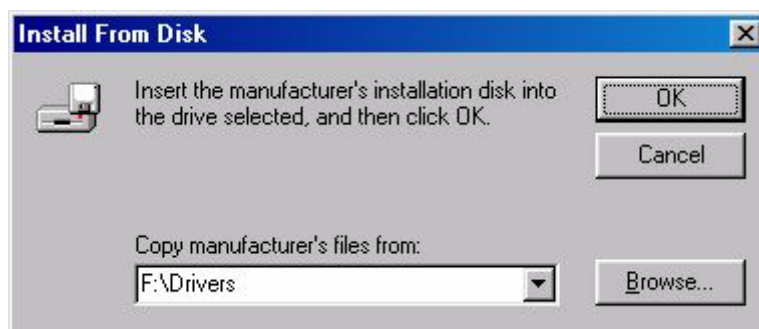 Install From Disk
Insert the manufacturer's installation disk into
the drive selected, and then click OK.
OK
Cancel
Copy manufacturer's files from:
F:\Drivers
Browse...